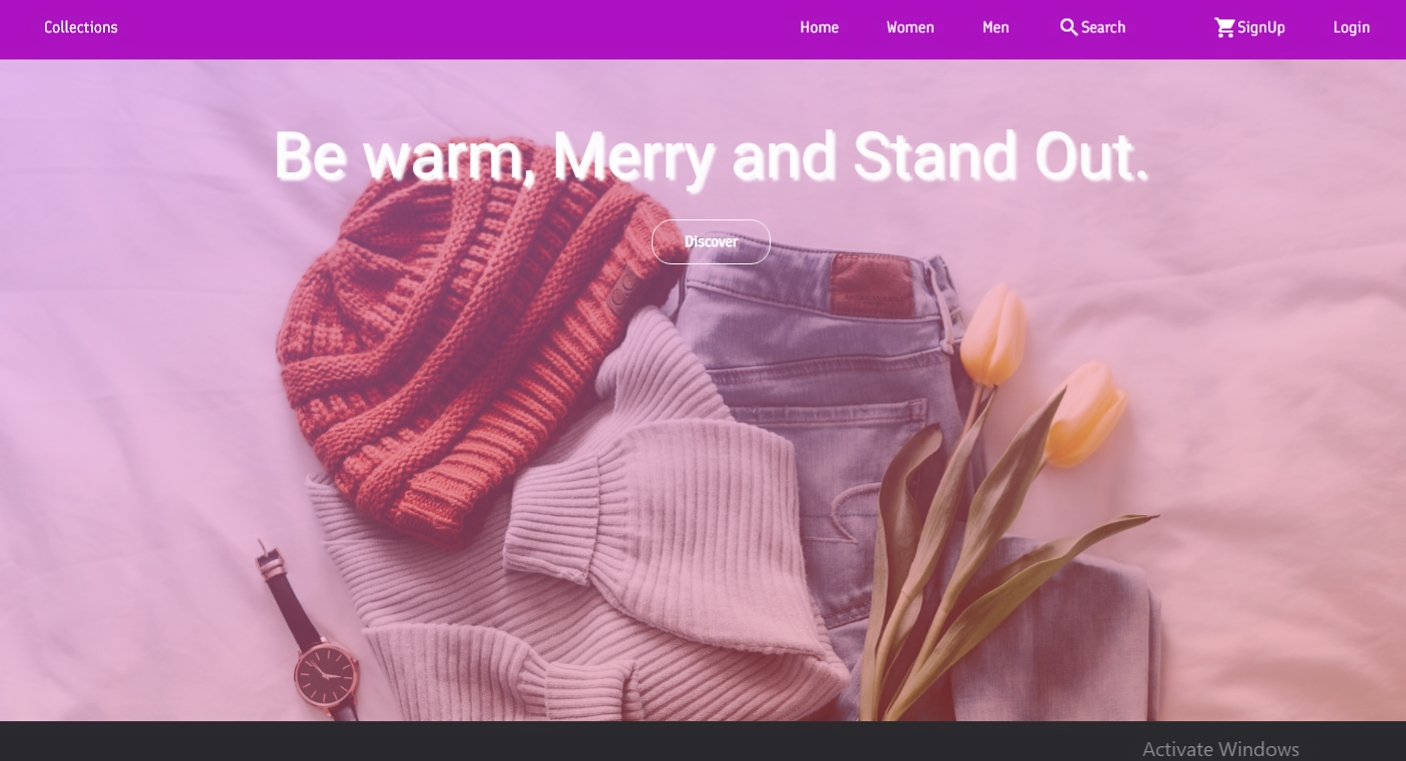 Collections Home Women Men Search SignUp Login
Be warm, Merry and Stand Out.
Discover
Activate Windows